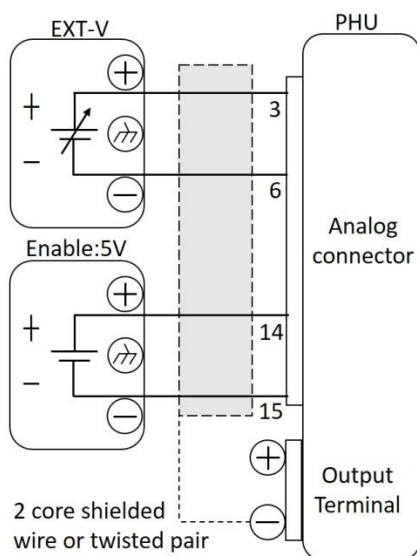 EXT-V
PHU
+
+
3
−
6
−
Analog
connector
Enable:5V
+
+
14
−
15
−
+
Output
Terminal
−
2 core shielded
wire or twisted pair